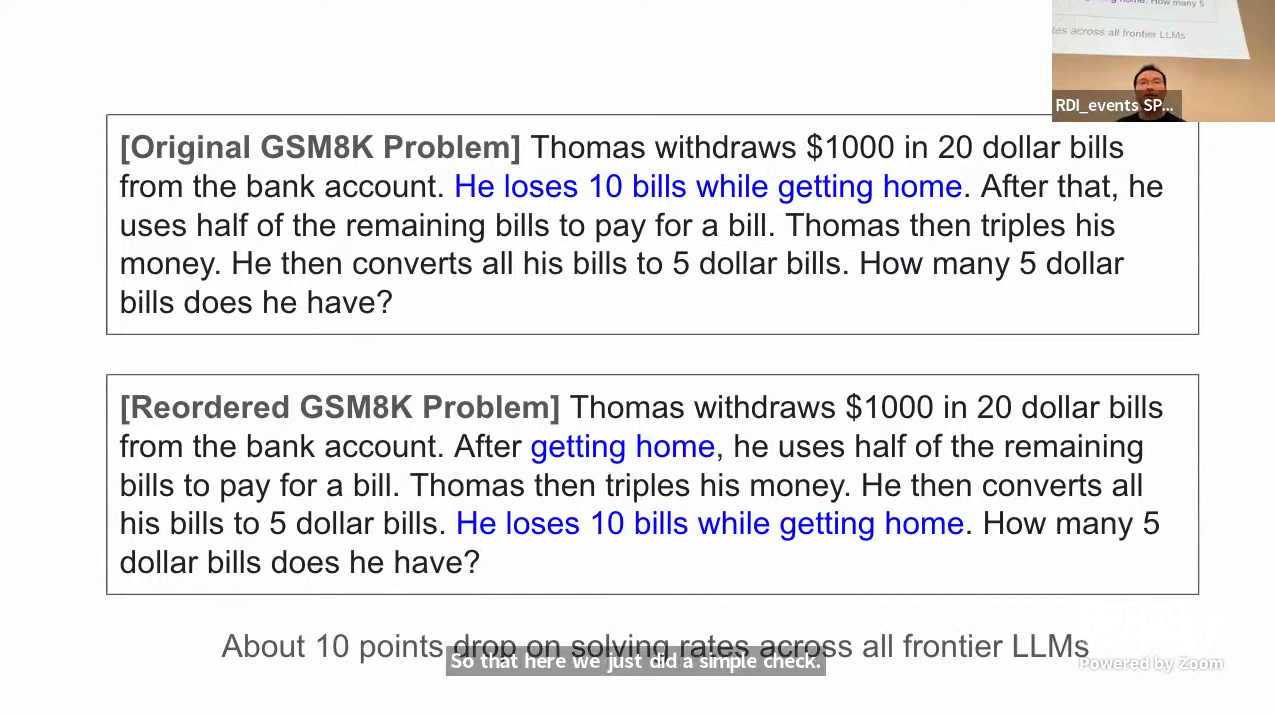 getting home. How many 5
tes across all frontier LLMs
RDI_events SP...
[Original GSM8K Problem] Thomas withdraws $1000 in 20 dollar bills
from the bank account. He loses 10 bills while getting home. After that, he
uses half of the remaining bills to pay for a bill. Thomas then triples his
money. He then converts all his bills to 5 dollar bills. How many 5 dollar
bills does he have?
[Reordered GSM8K Problem] Thomas withdraws $1000 in 20 dollar bills
from the bank account. After getting home, he uses half of the remaining
bills to pay for a bill. Thomas then triples his money. He then converts all
his bills to 5 dollar bills. He loses 10 bills while getting home. How many 5
dollar bills does he have?
About 10 points drop on solving rates across all frontier LLMs
So that here we just did a simple check.
Powered by Zoom